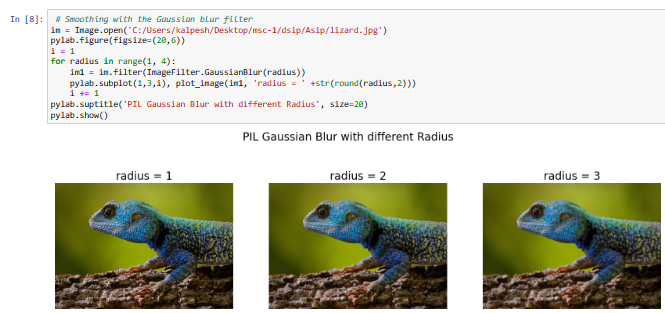 In [8]: # Smoothing with the Gaussian blur filter
im = Image.open('C:/Users/kalpesh/Desktop/msc-1/dsip/Asip/lizard.jpg')
pylab.figure(figsize=(20,6))
i = 1
for radius in range(1, 4):
    im1 = im.filter(ImageFilter.GaussianBlur(radius))
    pylab.subplot(1,3,i), plot_image(im1, 'radius = ' +str(round(radius,2)))
    i += 1
pylab.suptitle('PIL Gaussian Blur with different Radius', size=20)
pylab.show()
PIL Gaussian Blur with different Radius
radius = 1 radius = 2 radius = 3